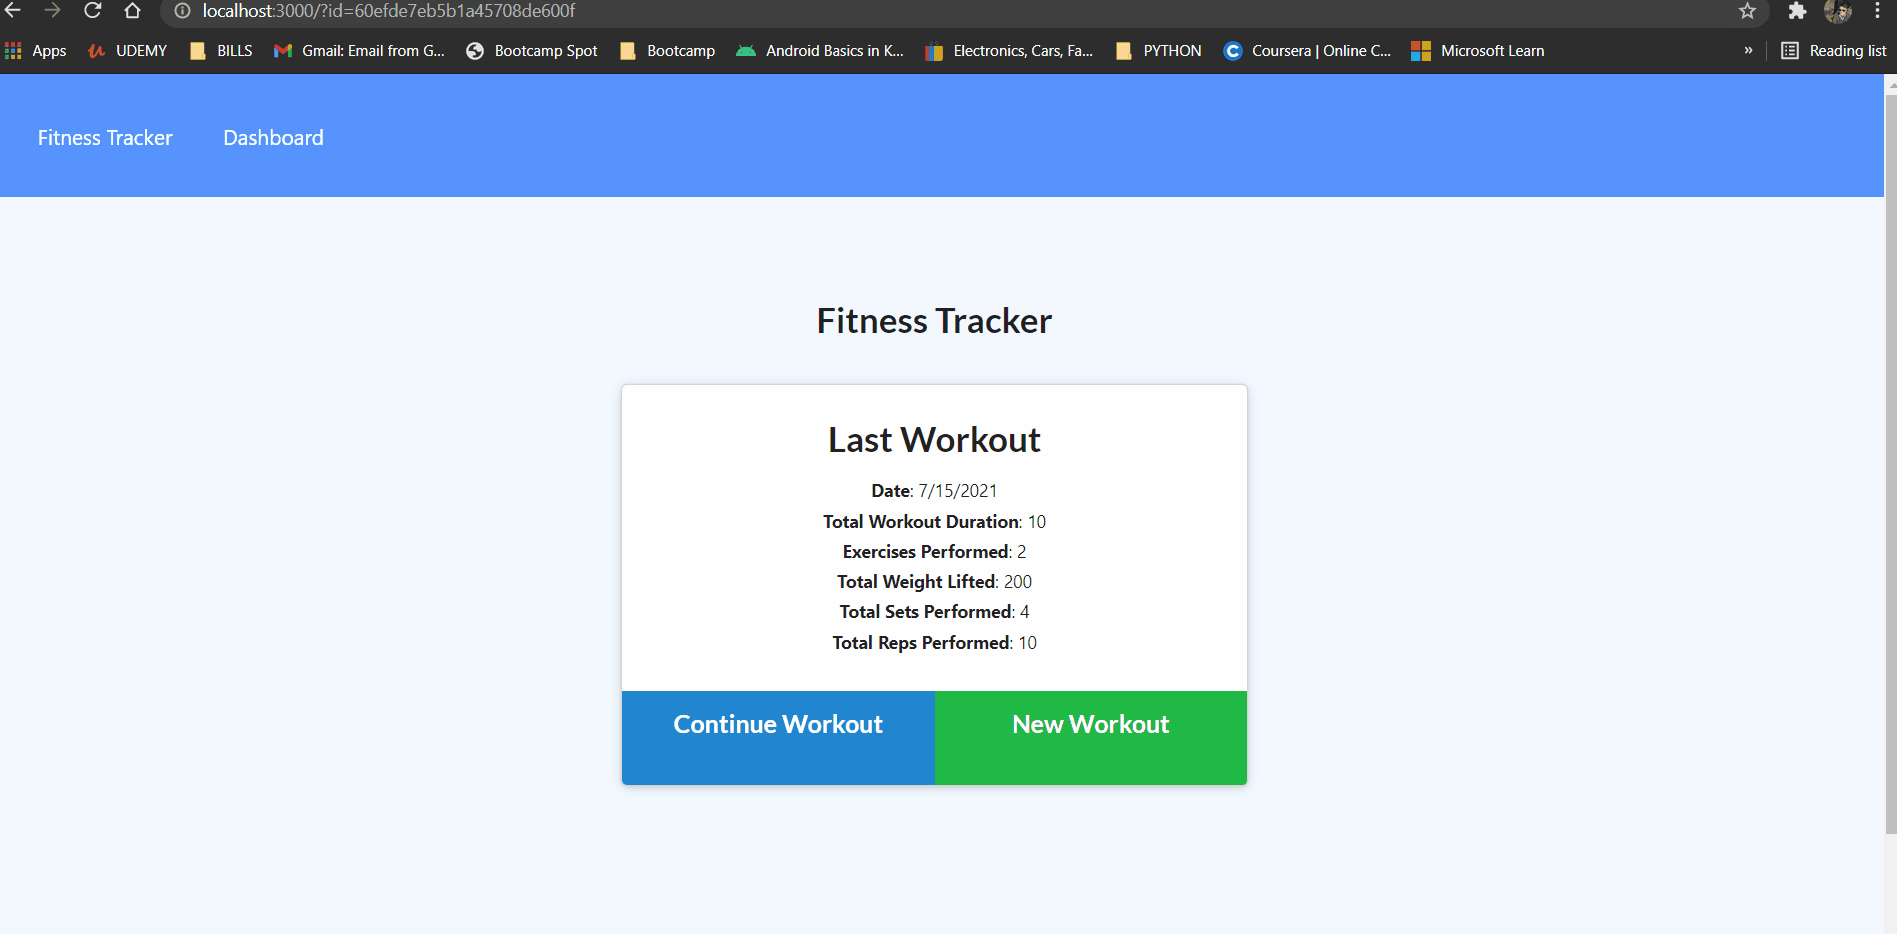 localhost:3000/?id=60efde7eb5b1a45708de600f
Apps UDEMY BILLS Gmail: Email from G... Bootcamp Spot Bootcamp Android Basics in K... Electronics, Cars, Fa... PYTHON Coursera | Online C... Microsoft Learn » Reading list
Fitness Tracker Dashboard
Fitness Tracker
Last Workout
Date: 7/15/2021
Total Workout Duration: 10
Exercises Performed: 2
Total Weight Lifted: 200
Total Sets Performed: 4
Total Reps Performed: 10
Continue Workout New Workout